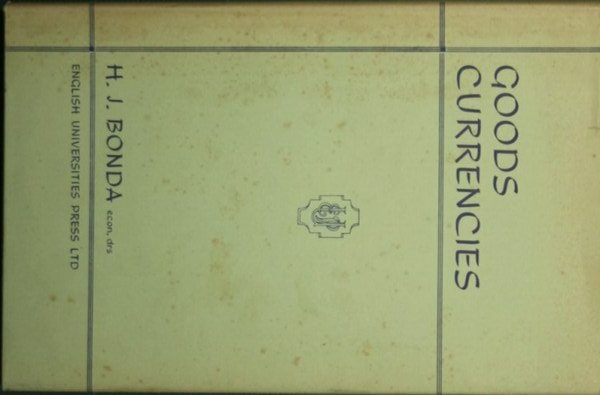 GOODS
CURRENCIES
H. J. BONDA econ. drs
ENGLISH UNIVERSITIES PRESS LTD